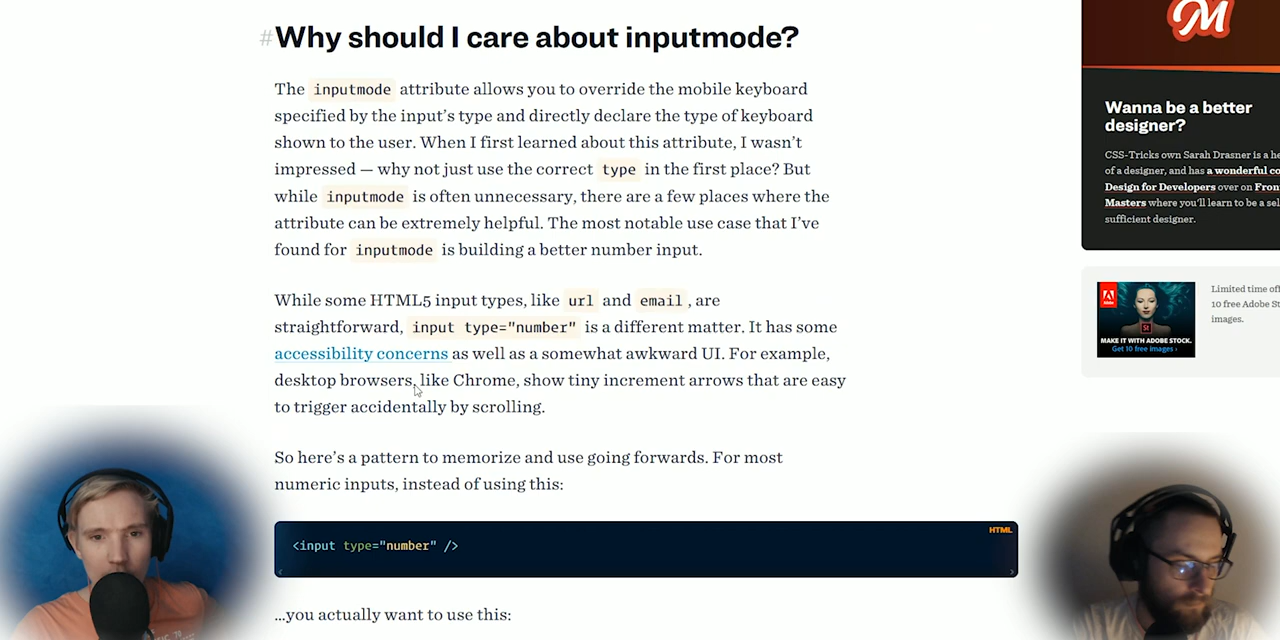 #Why should I care about inputmode?
The inputmode attribute allows you to override the mobile keyboard
specified by the input’s type and directly declare the type of keyboard
shown to the user. When I first learned about this attribute, I wasn’t
impressed — why not just use the correct type in the first place? But
while inputmode is often unnecessary, there are a few places where the
attribute can be extremely helpful. The most notable use case that I’ve
found for inputmode is building a better number input.
While some HTML5 input types, like url and email, are
straightforward, input type="number" is a different matter. It has some
accessibility concerns as well as a somewhat awkward UI. For example,
desktop browsers, like Chrome, show tiny increment arrows that are easy
to trigger accidentally by scrolling.
So here’s a pattern to memorize and use going forwards. For most
numeric inputs, instead of using this:
HTML
<input type="number" />
…you actually want to use this:
M
Wanna be a better
designer?
CSS-Tricks own Sarah Drasner is a he
of a designer, and has a wonderful co
Design for Developers over on Fron
Masters where you’ll learn to be a sel
sufficient designer.
Adobe
St
MAKE IT WITH ADOBE STOCK.
Get 10 free images ›
Limited time of
10 free Adobe St
images.